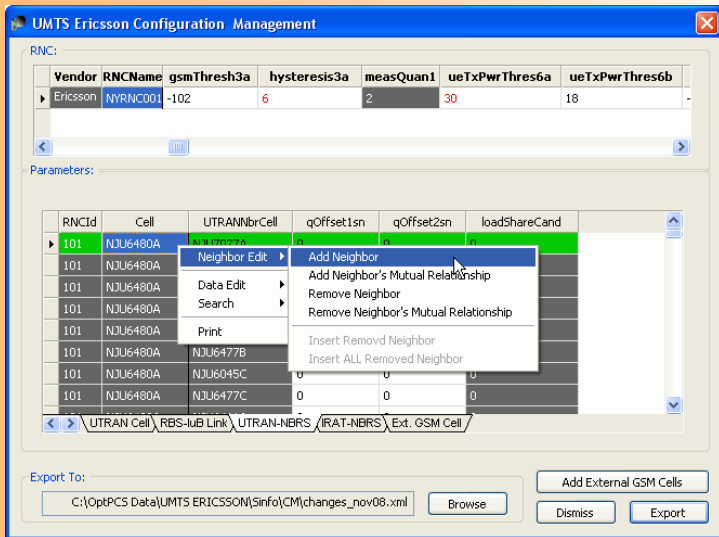 UMTS Ericsson Configuration Management
RNC:
Vendor RNCName gsmThresh3a hysteresis3a measQuan1 ueTxPwrThres6a ueTxPwrThres6b
Ericsson NYRNC001 -102 6 2 30 18 -
Parameters:
RNCId Cell UTRANNbrCell qOffset1sn qOffset2sn loadShareCand
101 NJU6480A NJU7027A 0 0 0
101 NJU6480A
101 NJU6480A
101 NJU6480A
101 NJU6480A
101 NJU6480A
101 NJU6480A NJU6477B
101 NJU6480A NJU6045C 0 0 0
101 NJU6480A NJU6477C 0 0 0
Neighbor Edit
Data Edit
Search
Print
Add Neighbor
Add Neighbor's Mutual Relationship
Remove Neighbor
Remove Neighbor's Mutual Relationship
Insert Removd Neighbor
Insert ALL Removed Neighbor
UTRAN Cell RBS-IuB Link UTRAN-NBRS IRAT-NBRS Ext. GSM Cell
Export To:
C:\OptPCS Data\UMTS ERICSSON\Sinfo\CM\changes_nov08.xml Browse
Add External GSM Cells
Dismiss Export